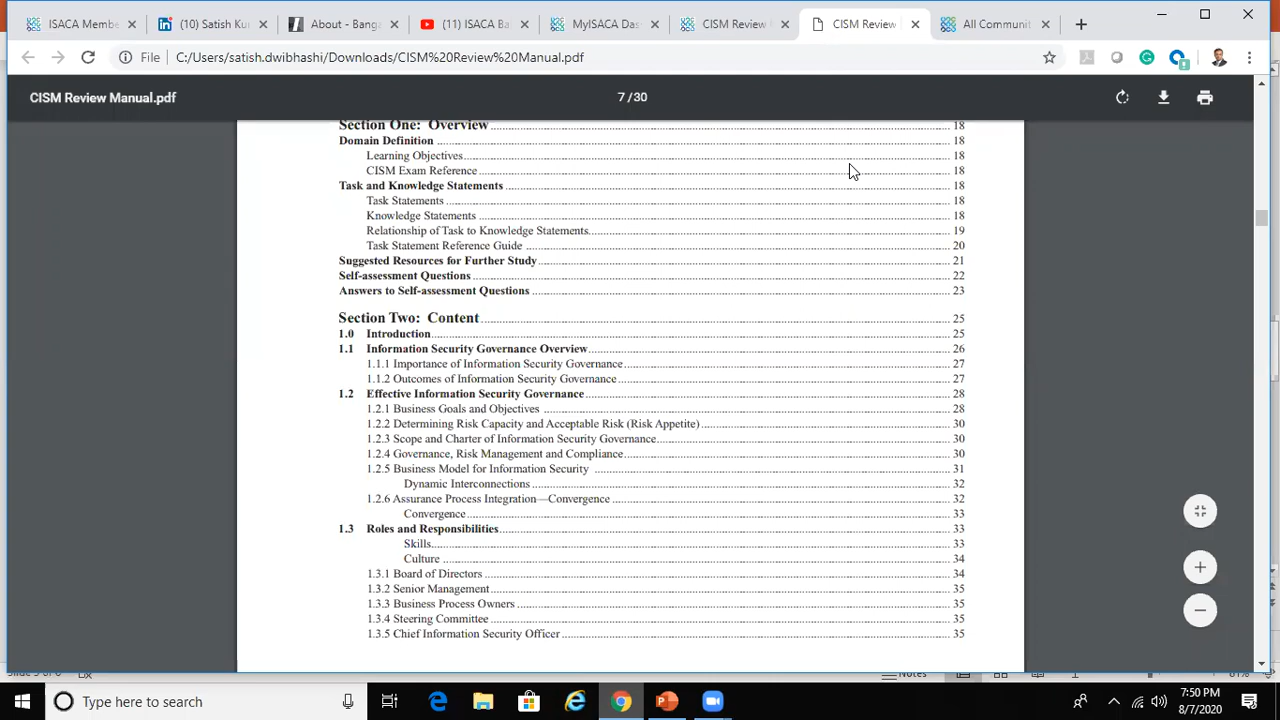 ISACA Membe
(10) Satish Ku
About - Bang
(11) ISACA Ba
MyISACA Das
CISM Review
CISM Review
All Communit
File
C:/Users/satish.dwibhashi/Downloads/CISM%20Review%20Manual.pdf
CISM Review Manual.pdf
7 / 30
Section One: Overview 18
Domain Definition 18
Learning Objectives 18
CISM Exam Reference 18
Task and Knowledge Statements 18
Task Statements 18
Knowledge Statements 18
Relationship of Task to Knowledge Statements 19
Task Statement Reference Guide 20
Suggested Resources for Further Study 21
Self-assessment Questions 22
Answers to Self-assessment Questions 23
Section Two: Content 25
1.0 Introduction 25
1.1 Information Security Governance Overview 26
1.1.1 Importance of Information Security Governance 27
1.1.2 Outcomes of Information Security Governance 27
1.2 Effective Information Security Governance 28
1.2.1 Business Goals and Objectives 28
1.2.2 Determining Risk Capacity and Acceptable Risk (Risk Appetite) 30
1.2.3 Scope and Charter of Information Security Governance 30
1.2.4 Governance, Risk Management and Compliance 30
1.2.5 Business Model for Information Security 31
Dynamic Interconnections 32
1.2.6 Assurance Process Integration—Convergence 32
Convergence 33
1.3 Roles and Responsibilities 33
Skills 33
Culture 34
1.3.1 Board of Directors 34
1.3.2 Senior Management 35
1.3.3 Business Process Owners 35
1.3.4 Steering Committee 35
1.3.5 Chief Information Security Officer 35
Notes
Type here to search
7:50 PM
8/7/2020